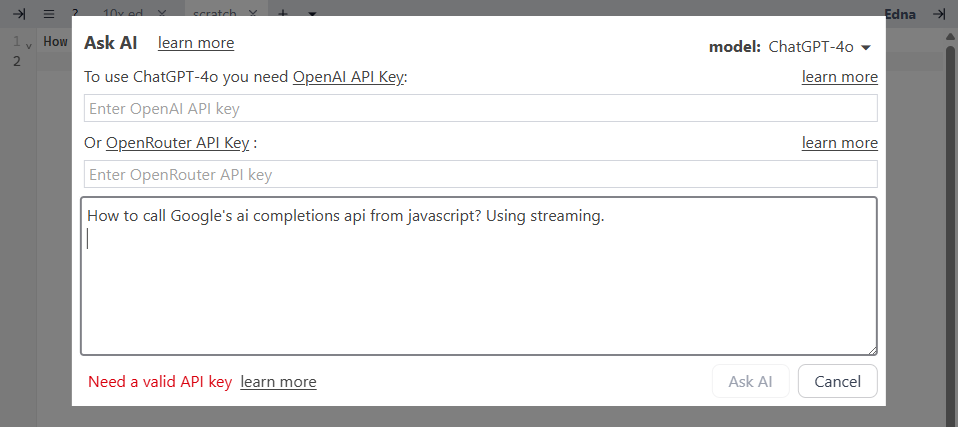 10x ed scratch + Edna
1 How
2
Ask AI learn more model: ChatGPT-4o
To use ChatGPT-4o you need OpenAI API Key: learn more
Enter OpenAI API key
Or OpenRouter API Key : learn more
Enter OpenRouter API key
How to call Google's ai completions api from javascript? Using streaming.
Need a valid API key learn more Ask AI Cancel